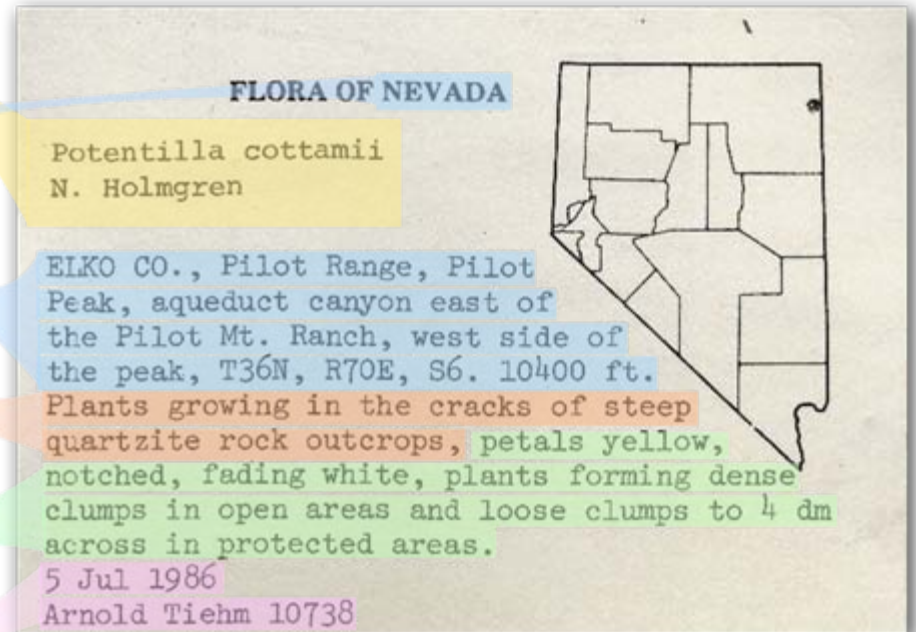 FLORA OF NEVADA
Potentilla cottamii
N. Holmgren
ELKO CO., Pilot Range, Pilot
Peak, aqueduct canyon east of
the Pilot Mt. Ranch, west side of
the peak, T36N, R70E, S6. 10400 ft.
Plants growing in the cracks of steep
quartzite rock outcrops, petals yellow,
notched, fading white, plants forming dense
clumps in open areas and loose clumps to 4 dm
across in protected areas.
5 Jul 1986
Arnold Tiehm 10738